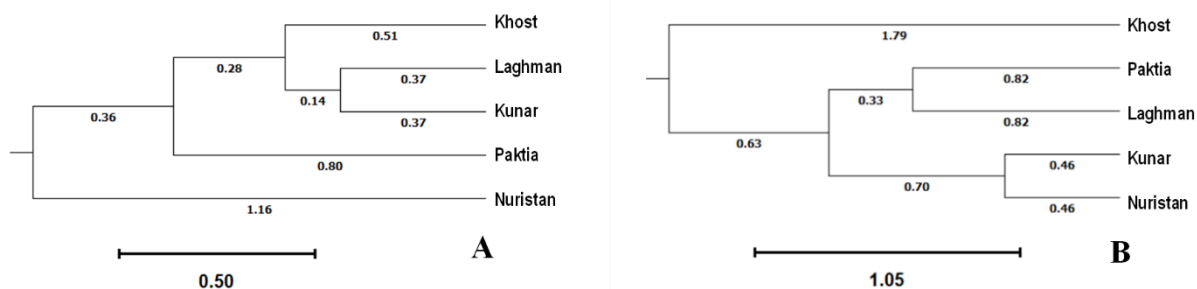 Khost
0.51
0.28
Laghman
0.37
0.14
Kunar
0.36
0.37
Paktia
0.80
Nuristan
1.16
A
0.50
Khost
1.79
Paktia
0.82
0.33
Laghman
0.82
0.63
Kunar
0.46
0.70
Nuristan
0.46
B
1.05